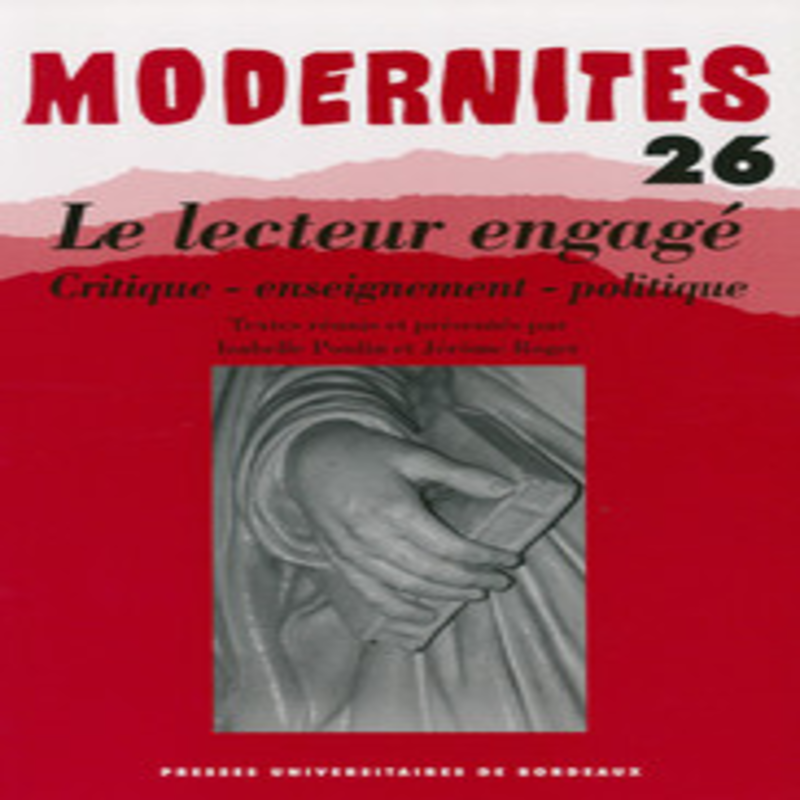 MODERNITES
26
Le lecteur engagé
Critique - enseignement - politique
Textes réunis et présentés par
Isabelle Poulin et Jérôme Roger
PRESSES UNIVERSITAIRES DE BORDEAUX